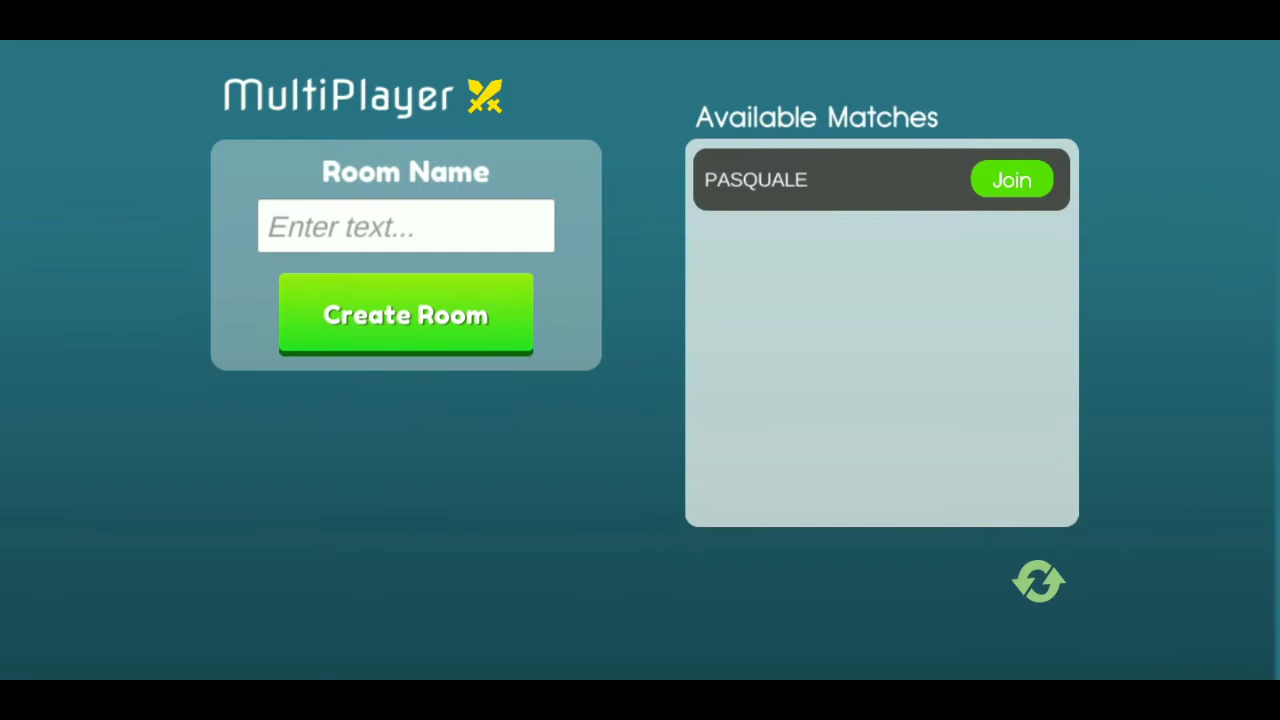 MultiPlayer
Room Name
Enter text...
Create Room
Available Matches
PASQUALE
Join